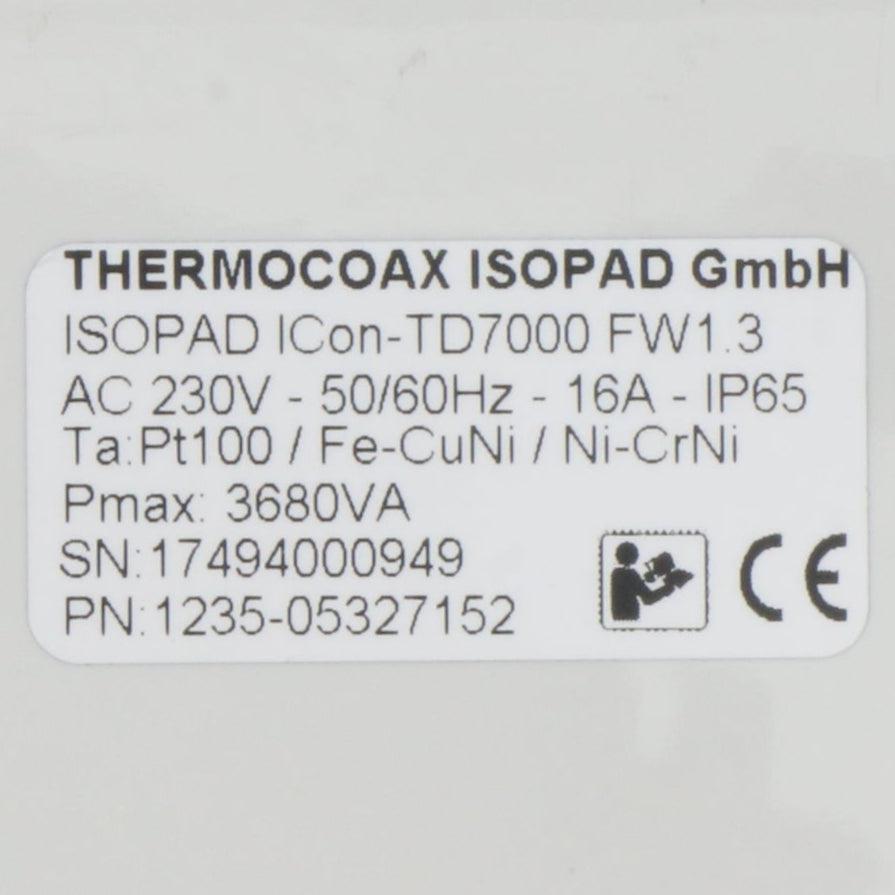 THERMOCOAX ISOPAD GmbH
ISOPAD ICon-TD7000 FW1.3
AC 230V - 50/60Hz - 16A - IP65
Ta:Pt100 / Fe-CuNi / Ni-CrNi
Pmax: 3680VA
SN:17494000949
PN:1235-05327152
CE